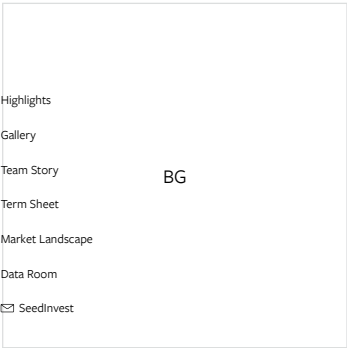 Highlights
Gallery
Team Story
BG
Term Sheet
Market Landscape
Data Room
SeedInvest